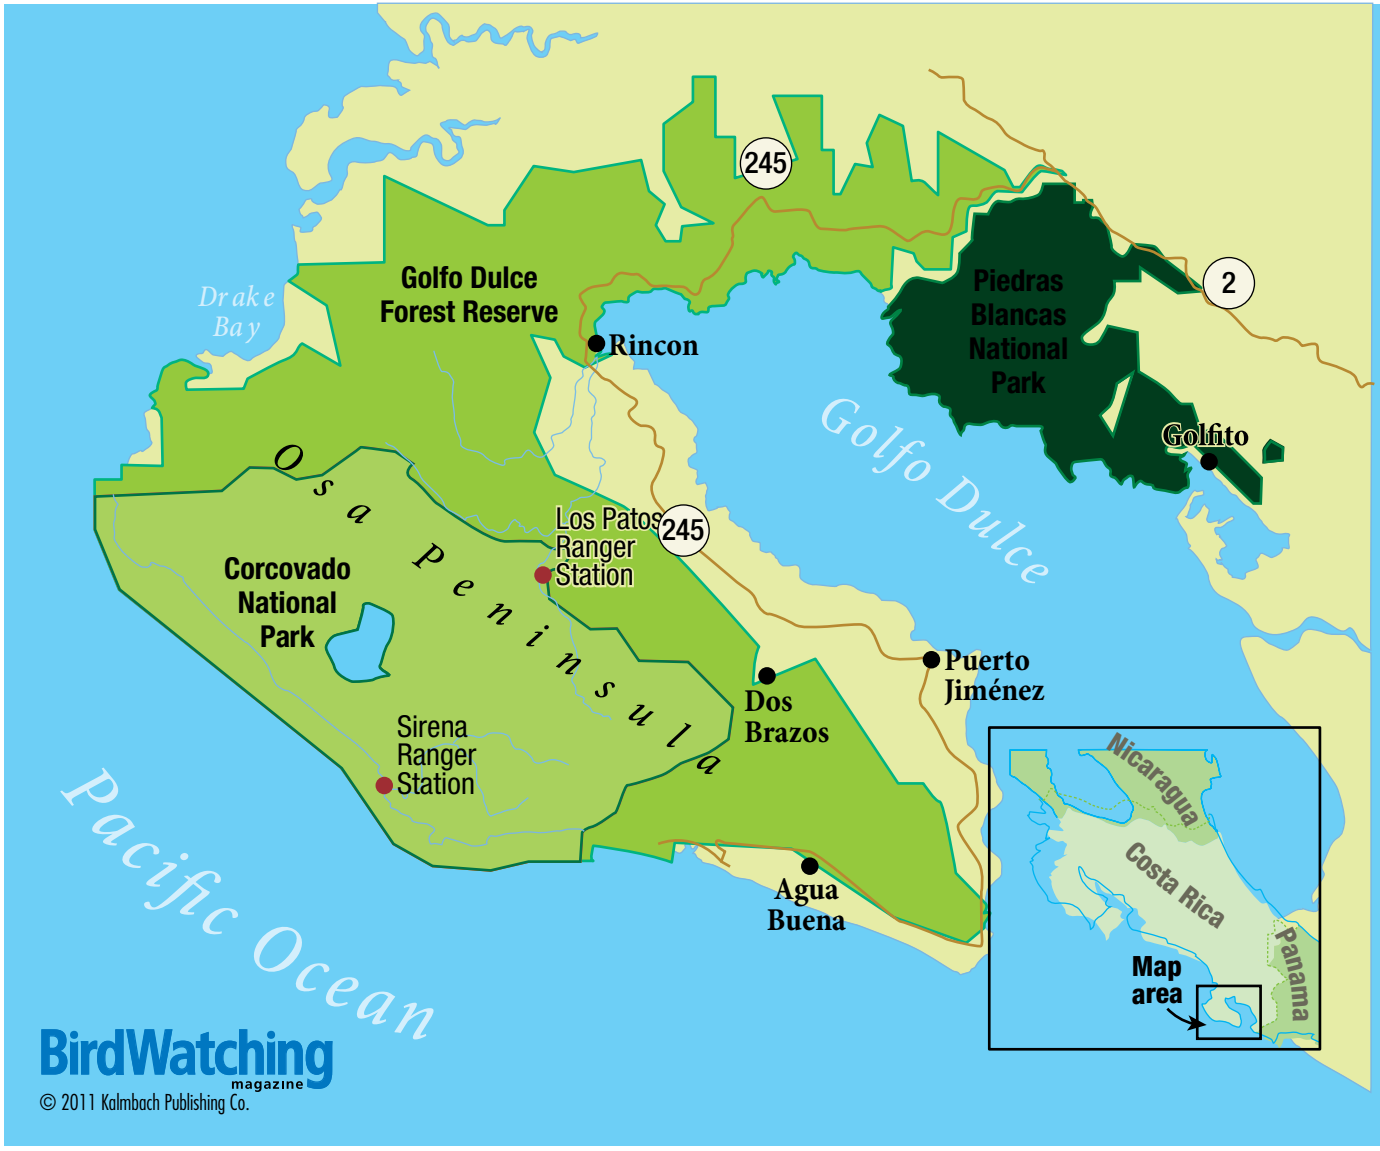 245
Golfo Dulce
Forest Reserve
Drake
Bay
Piedras
Blancas
National
Park
2
Rincon
Golfo Dulce
Golfito
Osa Peninsula
Los Patos
Ranger
Station
245
Corcovado
National
Park
Puerto
Jiménez
Dos
Brazos
Sirena
Ranger
Station
Agua
Buena
Pacific Ocean
Nicaragua
Costa Rica
Panama
Map
area
BirdWatching
magazine
© 2011 Kalmbach Publishing Co.